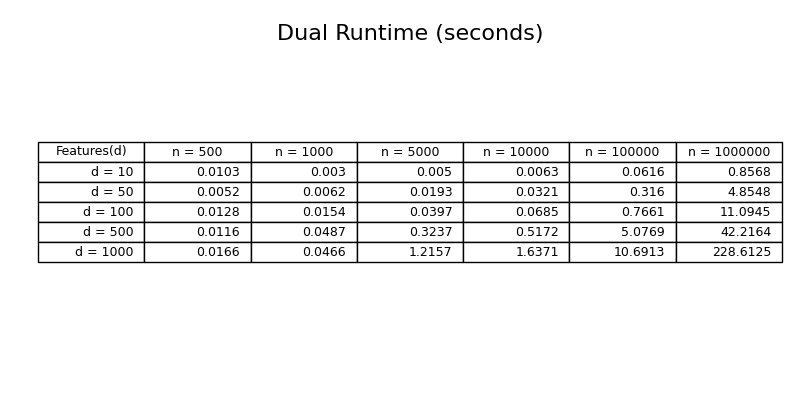 Dual Runtime (seconds)
Features(d) n = 500 n = 1000 n = 5000 n = 10000 n = 100000 n = 1000000
d = 10 0.0103 0.003 0.005 0.0063 0.0616 0.8568
d = 50 0.0052 0.0062 0.0193 0.0321 0.316 4.8548
d = 100 0.0128 0.0154 0.0397 0.0685 0.7661 11.0945
d = 500 0.0116 0.0487 0.3237 0.5172 5.0769 42.2164
d = 1000 0.0166 0.0466 1.2157 1.6371 10.6913 228.6125